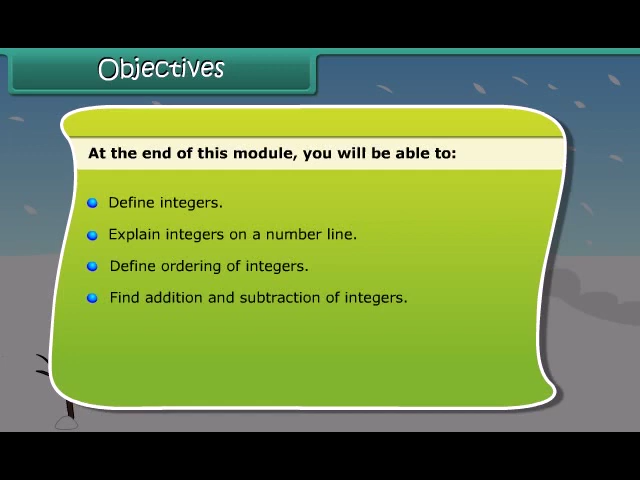 Objectives
At the end of this module, you will be able to:
Define integers.
Explain integers on a number line.
Define ordering of integers.
Find addition and subtraction of integers.